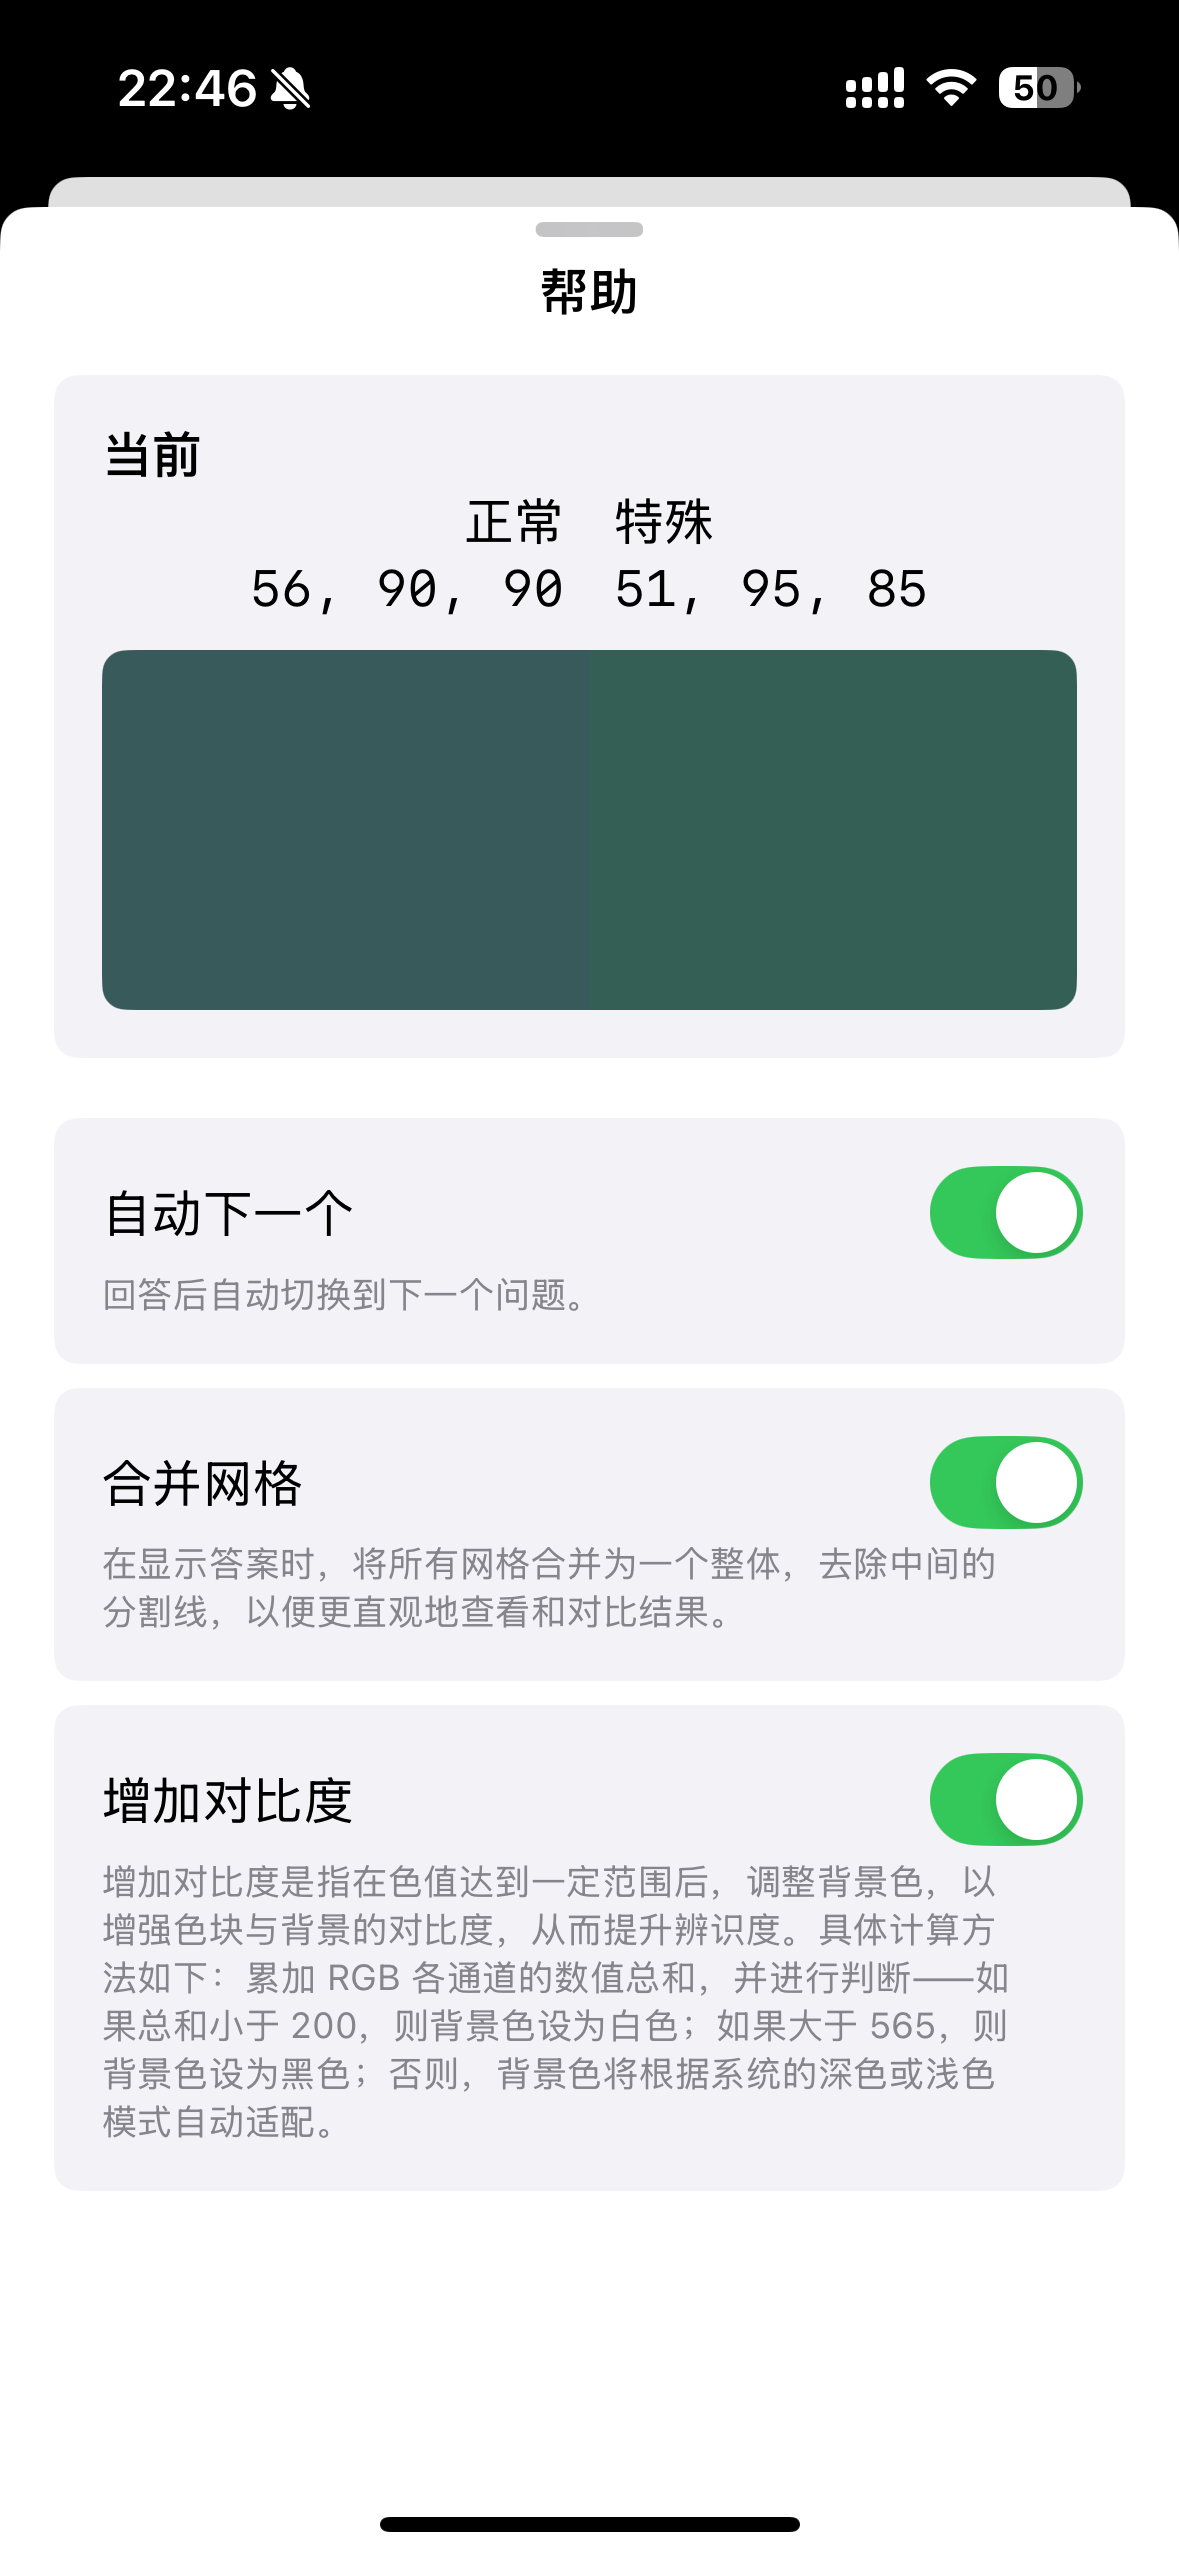 22:46
50
帮助
当前
正常 特殊
56, 90, 90 51, 95, 85
自动下一个
回答后自动切换到下一个问题。
合并网格
在显示答案时，将所有网格合并为一个整体，去除中间的
分割线，以便更直观地查看和对比结果。
增加对比度
增加对比度是指在色值达到一定范围后，调整背景色，以
增强色块与背景的对比度，从而提升辨识度。具体计算方
法如下：累加 RGB 各通道的数值总和，并进行判断——如
果总和小于 200，则背景色设为白色；如果大于 565，则
背景色设为黑色；否则，背景色将根据系统的深色或浅色
模式自动适配。